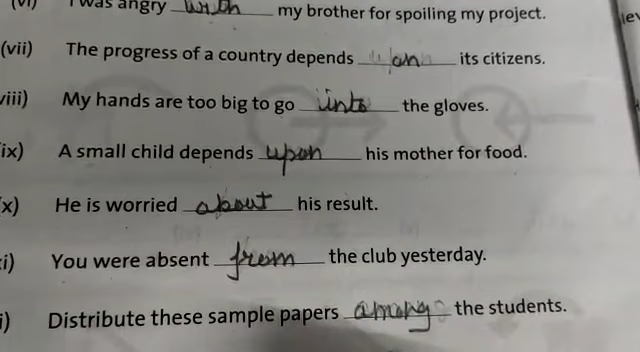 (vi) I was angry with my brother for spoiling my project.
(vii) The progress of a country depends on its citizens.
viii) My hands are too big to go into the gloves.
ix) A small child depends upon his mother for food.
x) He is worried about his result.
i) You were absent from the club yesterday.
i) Distribute these sample papers among the students.